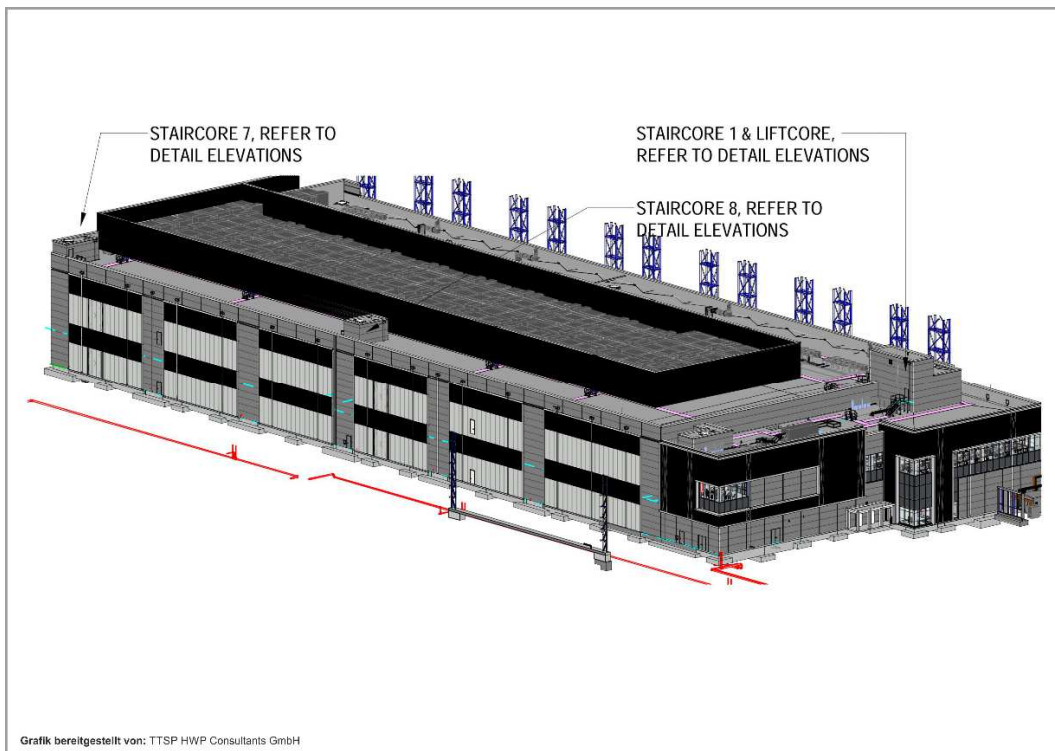 STAIRCORE 7, REFER TO
DETAIL ELEVATIONS
STAIRCORE 1 & LIFTCORE,
REFER TO DETAIL ELEVATIONS
STAIRCORE 8, REFER TO
DETAIL ELEVATIONS
Grafik bereitgestellt von: TTSP HWP Consultants GmbH